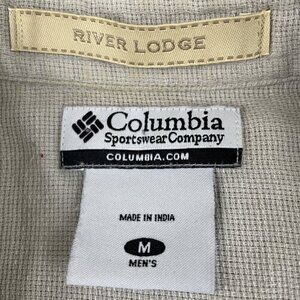 RIVER LODGE
Columbia
Sportswear Company
COLUMBIA.COM
MADE IN INDIA
M
MEN'S